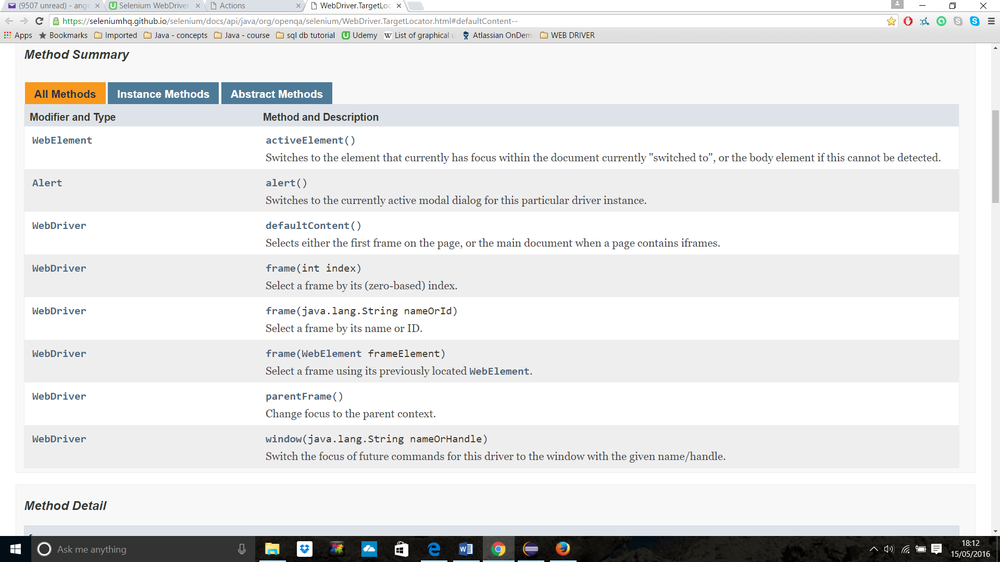 (9507 unread) - ange
Selenium WebDriver
Actions
WebDriver.TargetLoc
https://seleniumhq.github.io/selenium/docs/api/java/org/openqa/selenium/WebDriver.TargetLocator.html#defaultContent--
Apps Bookmarks Imported Java - concepts Java - course sql db tutorial Udemy List of graphical u Atlassian OnDem WEB DRIVER
Method Summary
All Methods Instance Methods Abstract Methods
Modifier and Type Method and Description
WebElement activeElement()
Switches to the element that currently has focus within the document currently "switched to", or the body element if this cannot be detected.
Alert alert()
Switches to the currently active modal dialog for this particular driver instance.
WebDriver defaultContent()
Selects either the first frame on the page, or the main document when a page contains iframes.
WebDriver frame(int index)
Select a frame by its (zero-based) index.
WebDriver frame(java.lang.String nameOrId)
Select a frame by its name or ID.
WebDriver frame(WebElement frameElement)
Select a frame using its previously located WebElement.
WebDriver parentFrame()
Change focus to the parent context.
WebDriver window(java.lang.String nameOrHandle)
Switch the focus of future commands for this driver to the window with the given name/handle.
Method Detail
Ask me anything
18:12
15/05/2016